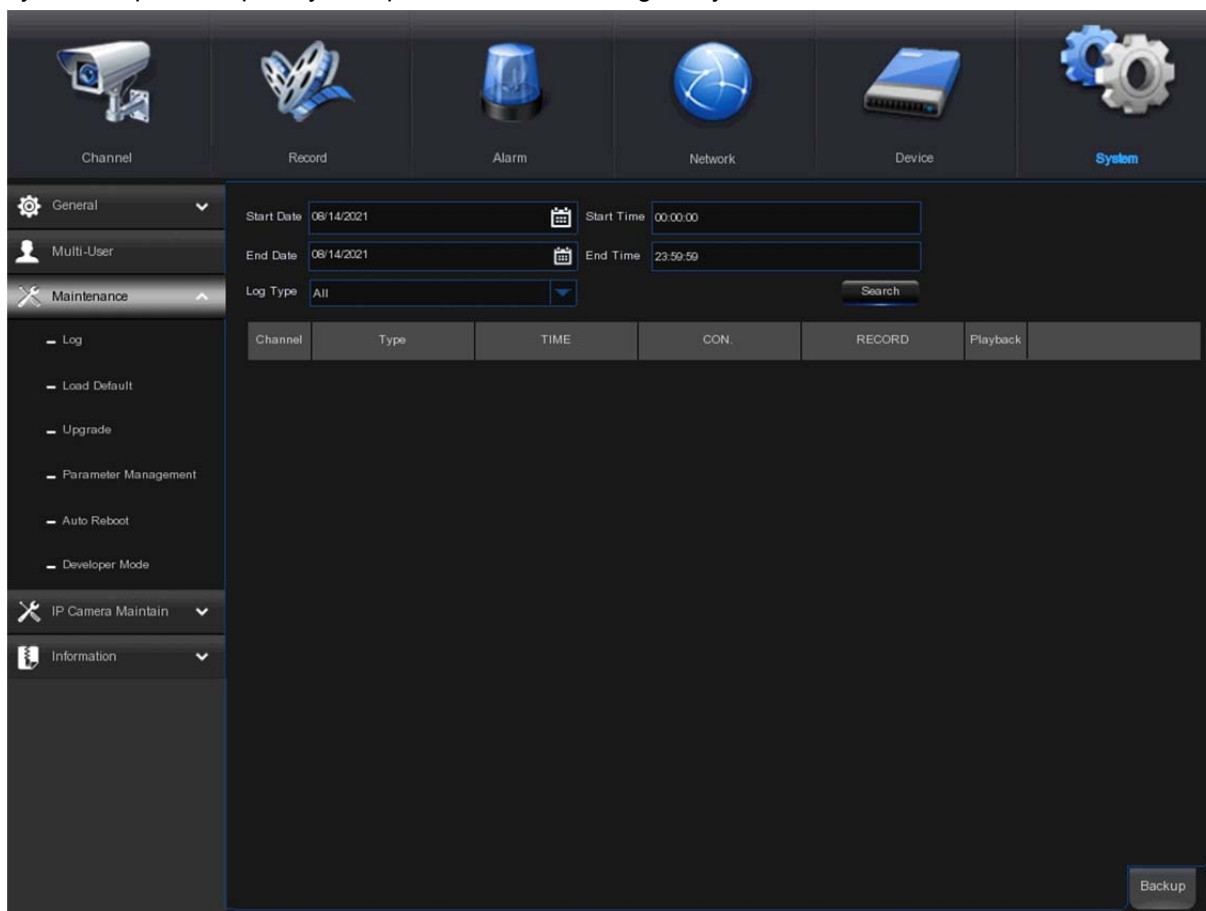 Channel
Record
Alarm
Network
Device
System
General
Multi-User
Maintenance
Log
Load Default
Upgrade
Parameter Management
Auto Reboot
Developer Mode
IP Camera Maintain
Information
Start Date 08/14/2021 Start Time 00:00:00
End Date 08/14/2021 End Time 23:59:59
Log Type All Search
Channel Type TIME CON. RECORD Playback
Backup